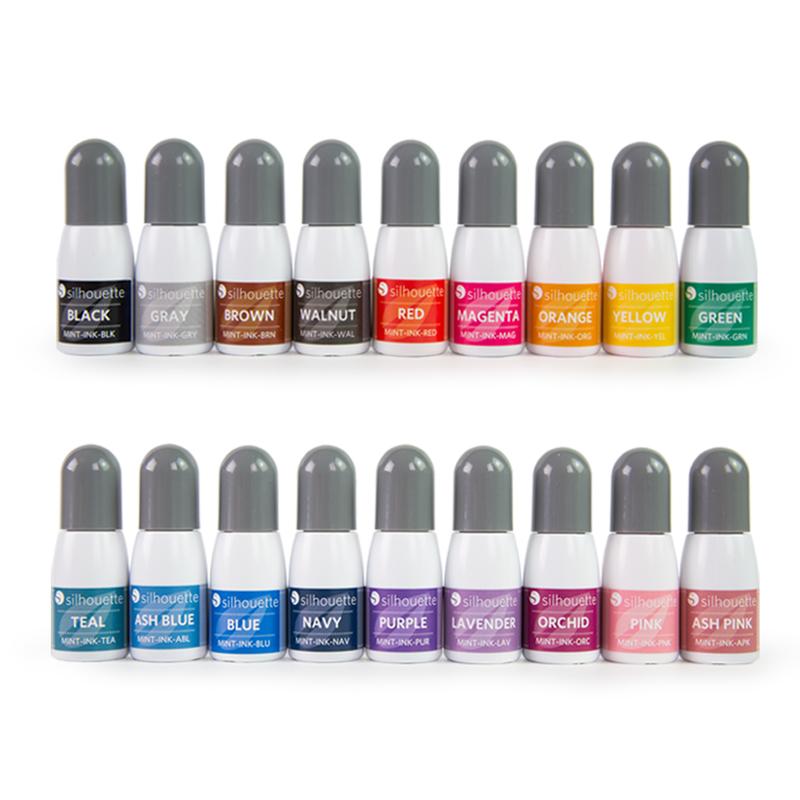 silhouette
BLACK
MINT-INK-BLK
silhouette
GRAY
MINT-INK-GRY
silhouette
BROWN
MINT-INK-BRN
silhouette
WALNUT
MINT-INK-WAL
silhouette
RED
MINT-INK-RED
silhouette
MAGENTA
MINT-INK-MAG
silhouette
ORANGE
MINT-INK-ORG
silhouette
YELLOW
MINT-INK-YEL
silhouette
GREEN
MINT-INK-GRN
silhouette
TEAL
MINT-INK-TEA
silhouette
ASH BLUE
MINT-INK-ABL
silhouette
BLUE
MINT-INK-BLU
silhouette
NAVY
MINT-INK-NAV
silhouette
PURPLE
MINT-INK-PUR
silhouette
LAVENDER
MINT-INK-LAV
silhouette
ORCHID
MINT-INK-ORC
silhouette
PINK
MINT-INK-PNK
silhouette
ASH PINK
MINT-INK-APK